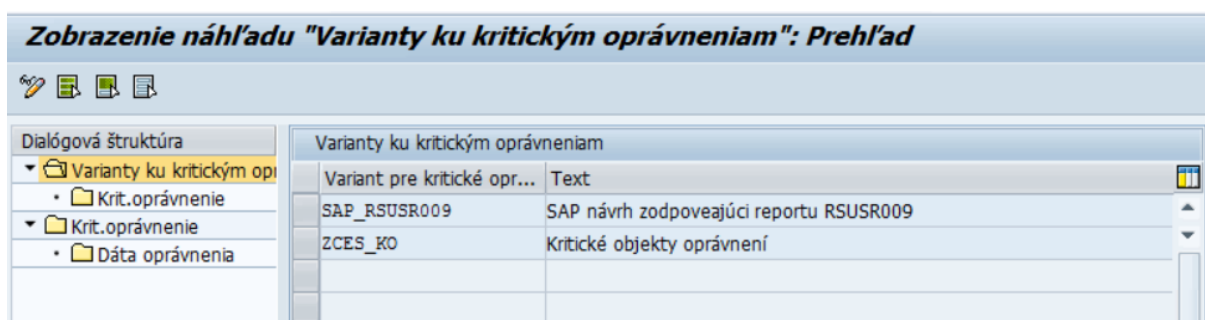 Zobrazenie náhľadu "Varianty ku kritickým oprávneniam": Prehľad
Dialógová štruktúra
Varianty ku kritickým opr
Krit.oprávnenie
Krit.oprávnenie
Dáta oprávnenia
Varianty ku kritickým oprávneniam
Variant pre kritické opr... Text
SAP_RSUSR009 SAP návrh zodpoveajúci reportu RSUSR009
ZCES_KO Kritické objekty oprávnení